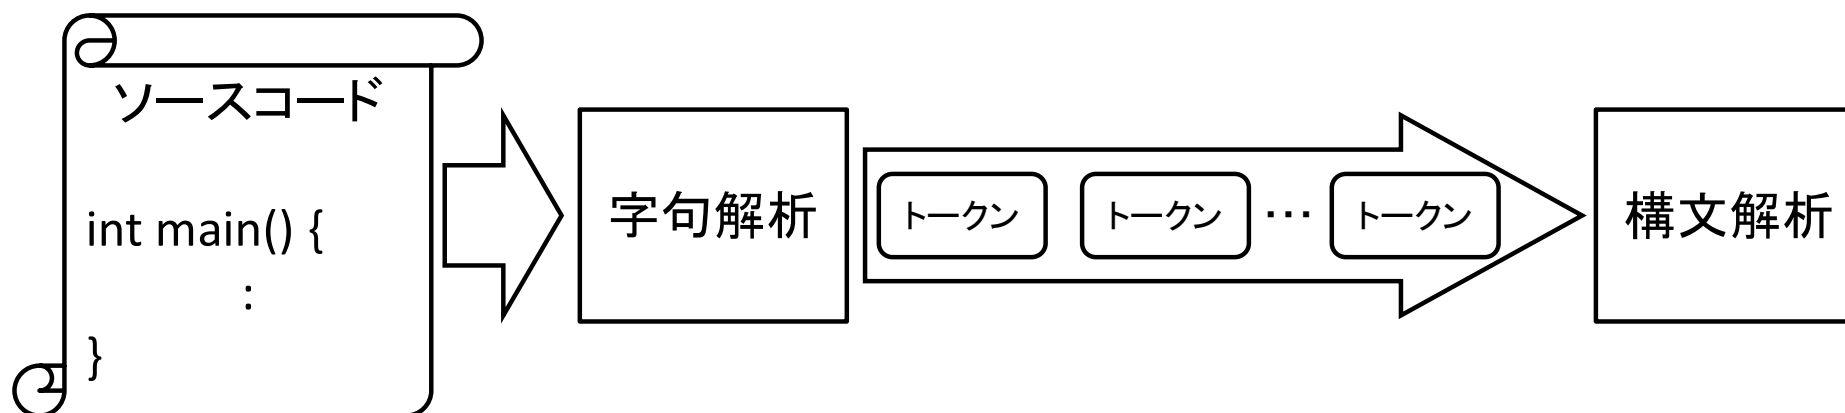 ソースコード
int main() {
:
}
字句解析
トークン
トークン
…
トークン
構文解析